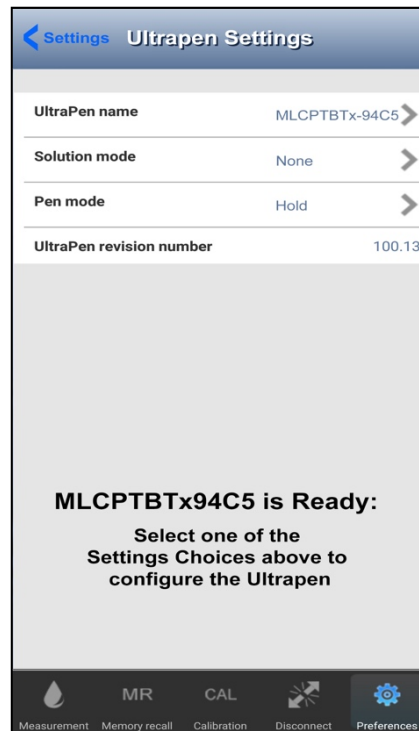 Settings Ultrapen Settings
UltraPen name MLCPTBTx-94C5
Solution mode None
Pen mode Hold
UltraPen revision number 100.13
MLCPTBTx94C5 is Ready:
Select one of the
Settings Choices above to
configure the Ultrapen
MR CAL
Measurement Memory recall Calibration Disconnect Preferences